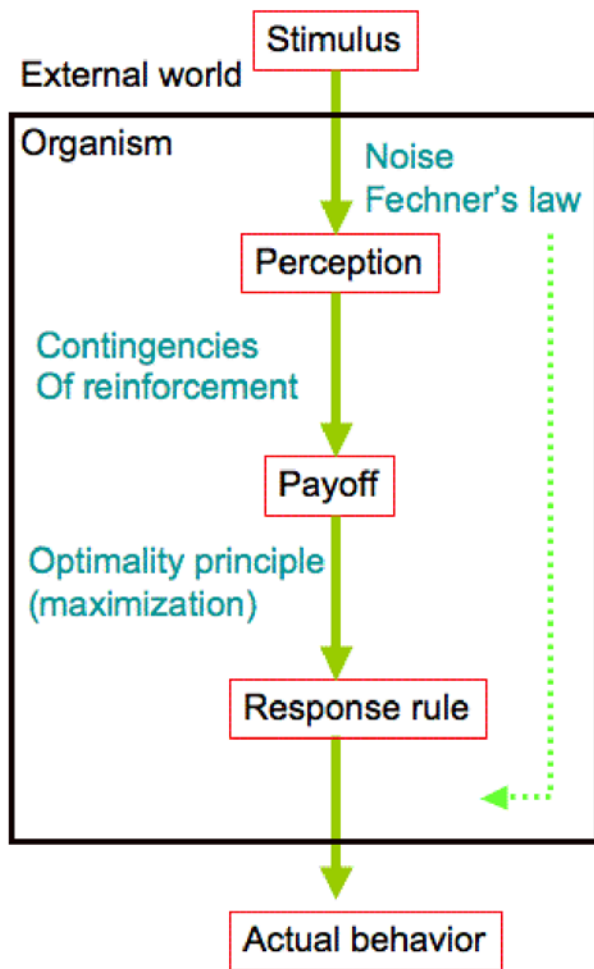 Stimulus
External world
Organism
Noise
Fechner's law
Perception
Contingencies
Of reinforcement
Payoff
Optimality principle
(maximization)
Response rule
Actual behavior